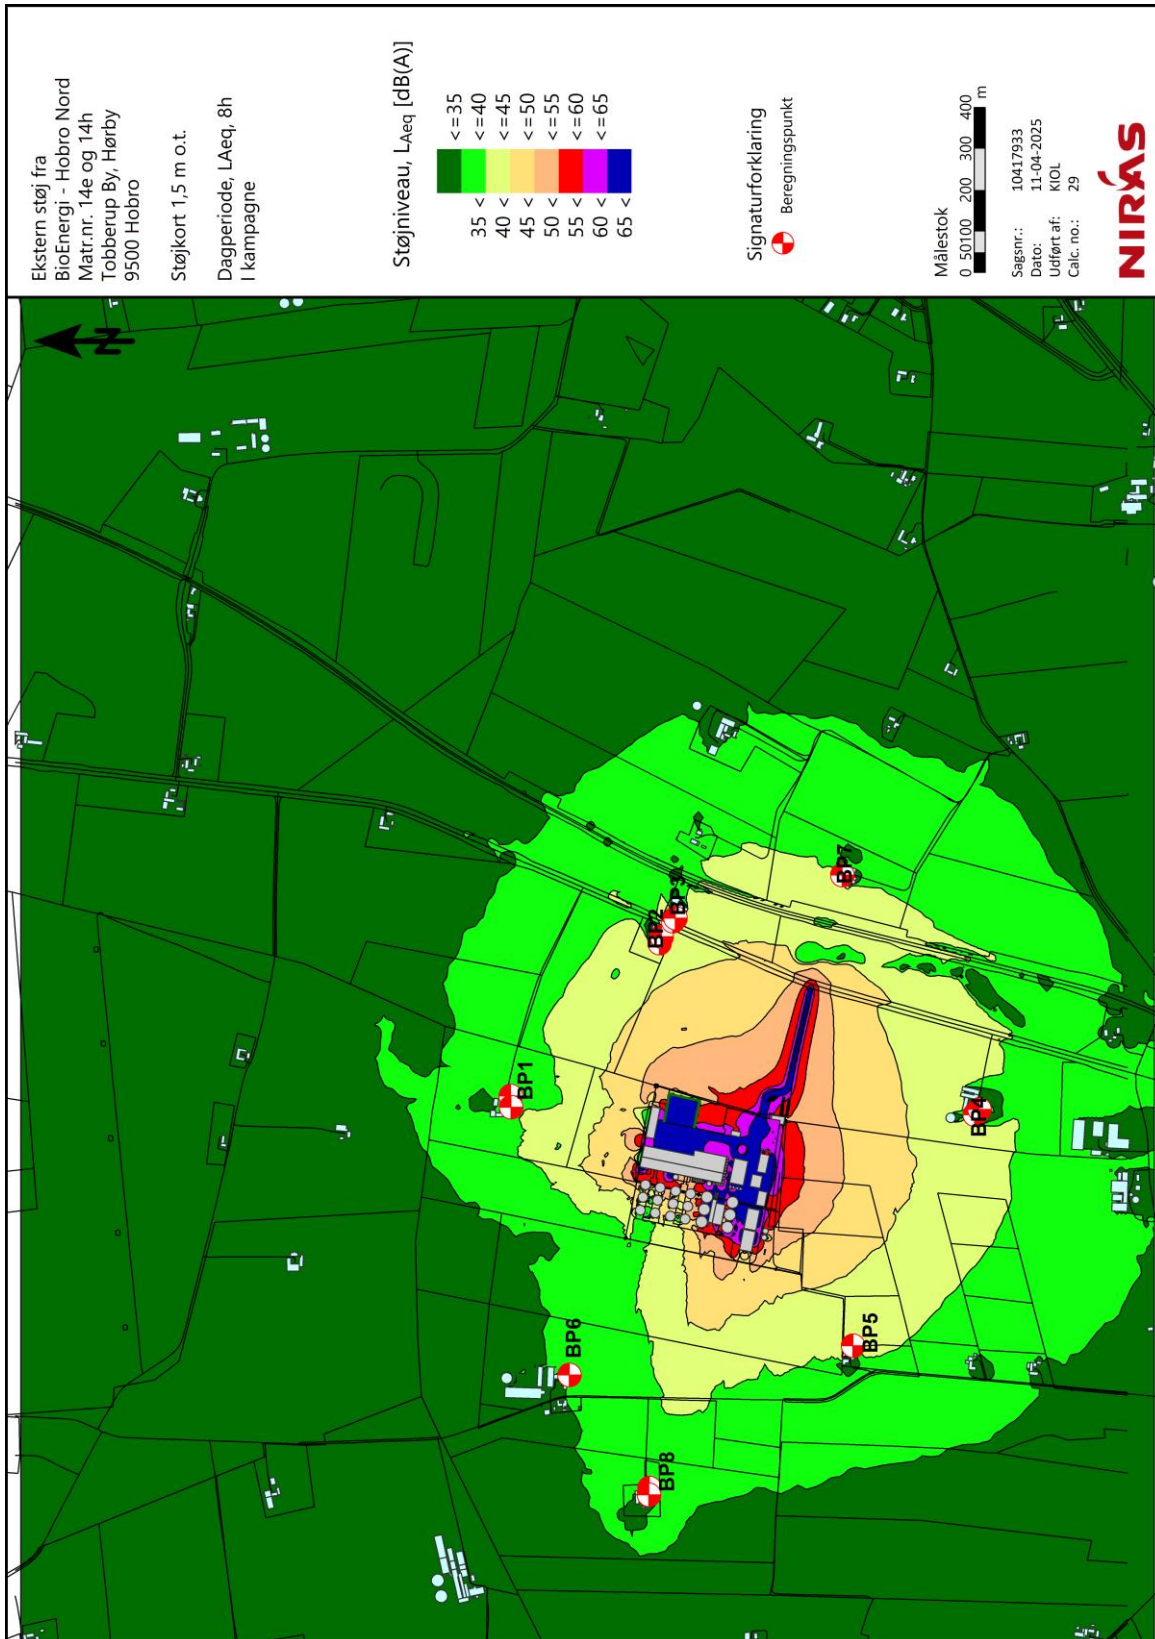 Ekstern støj fra
BioEnergi - Hobro Nord
Matr.nr. 14e og 14h
Tobberup By, Hørby
9500 Hobro
Støjkort 1,5 m o.t.
Dagperiode, LAeq, 8h
I kampagne
Støjniveau, LAeq [dB(A)]
<=35
35 < <=40
40 < <=45
45 < <=50
50 < <=55
55 < <=60
60 < <=65
65 <
Signaturforklaring
Beregningspunkt
Målestok
0 50100 200 300 400 m
Sagsnr.: 10417933
Dato: 11-04-2025
Udført af: KIOL
Calc. no.: 29
NIRAS
N
BP1
BP2
BP3
BP4
BP5
BP6
BP7
BP8